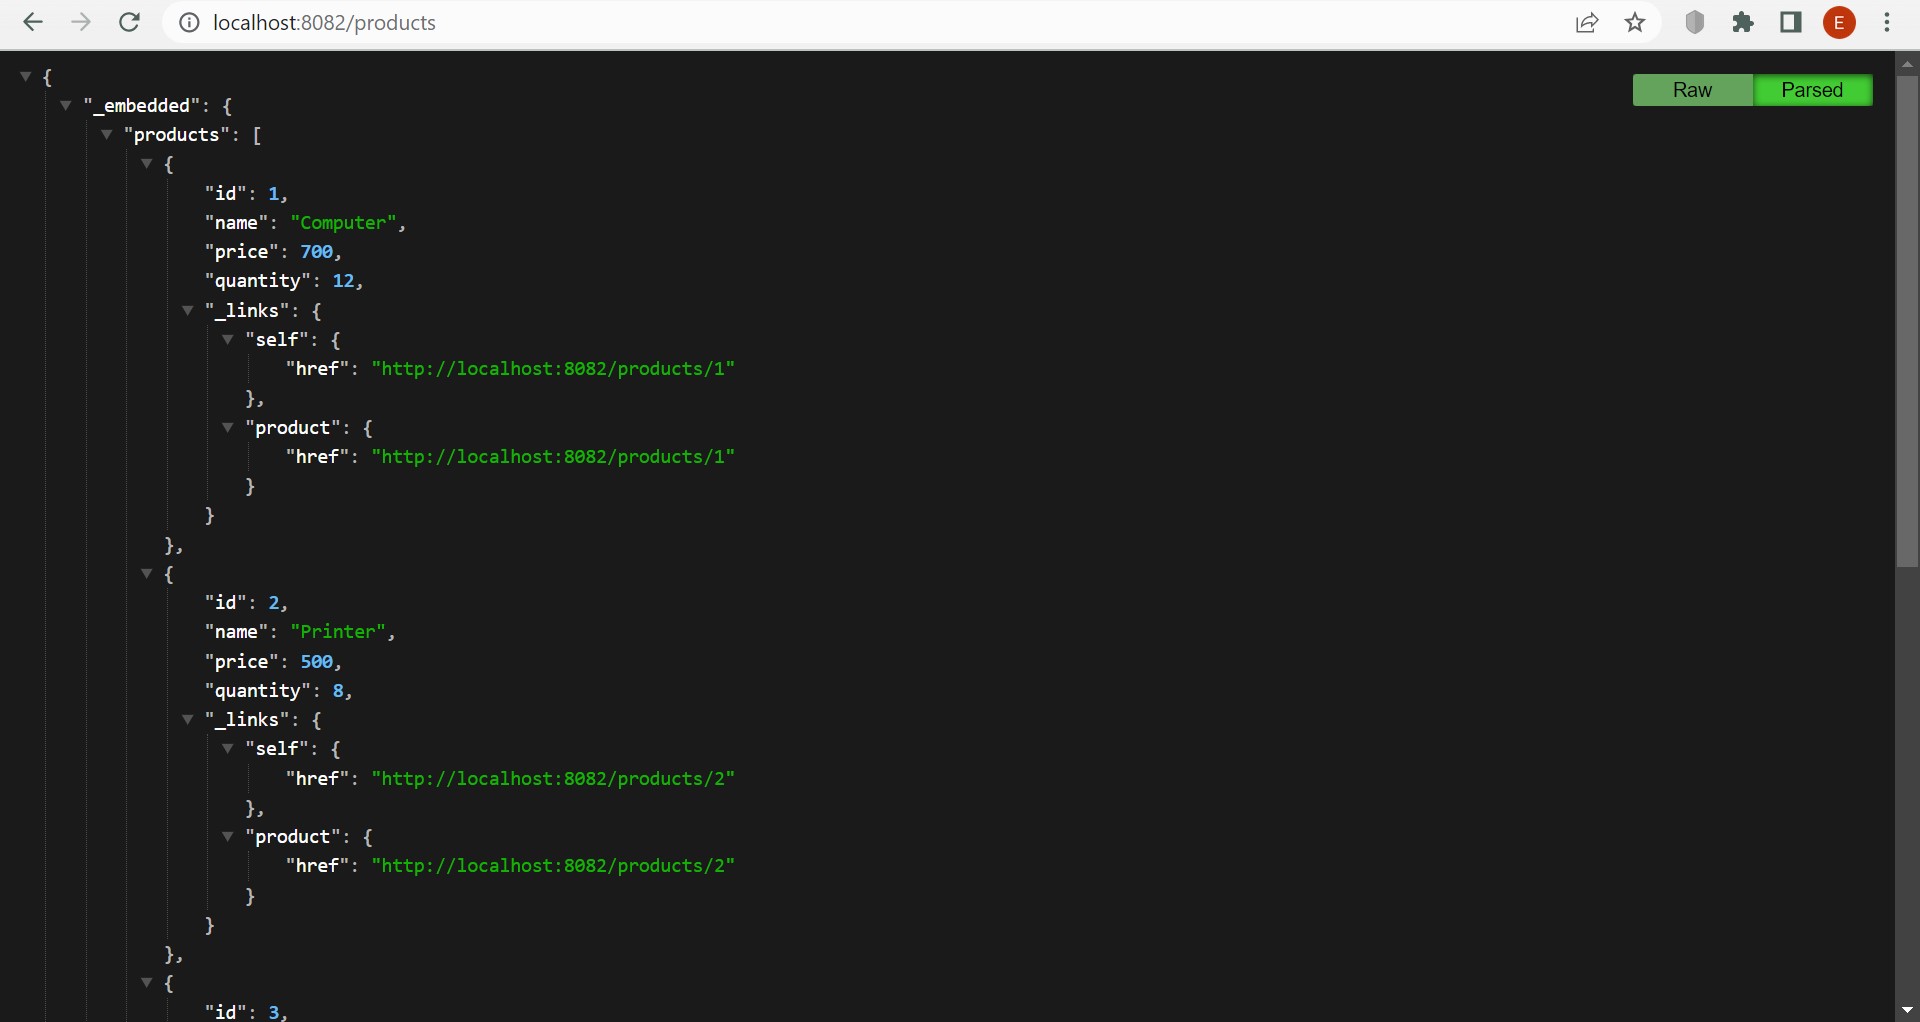 localhost:8082/products
E
Raw Parsed
{
"_embedded": {
"products": [
{
"id": 1,
"name": "Computer",
"price": 700,
"quantity": 12,
"_links": {
"self": {
"href": "http://localhost:8082/products/1"
},
"product": {
"href": "http://localhost:8082/products/1"
}
}
},
{
"id": 2,
"name": "Printer",
"price": 500,
"quantity": 8,
"_links": {
"self": {
"href": "http://localhost:8082/products/2"
},
"product": {
"href": "http://localhost:8082/products/2"
}
}
},
{
"id": 3,